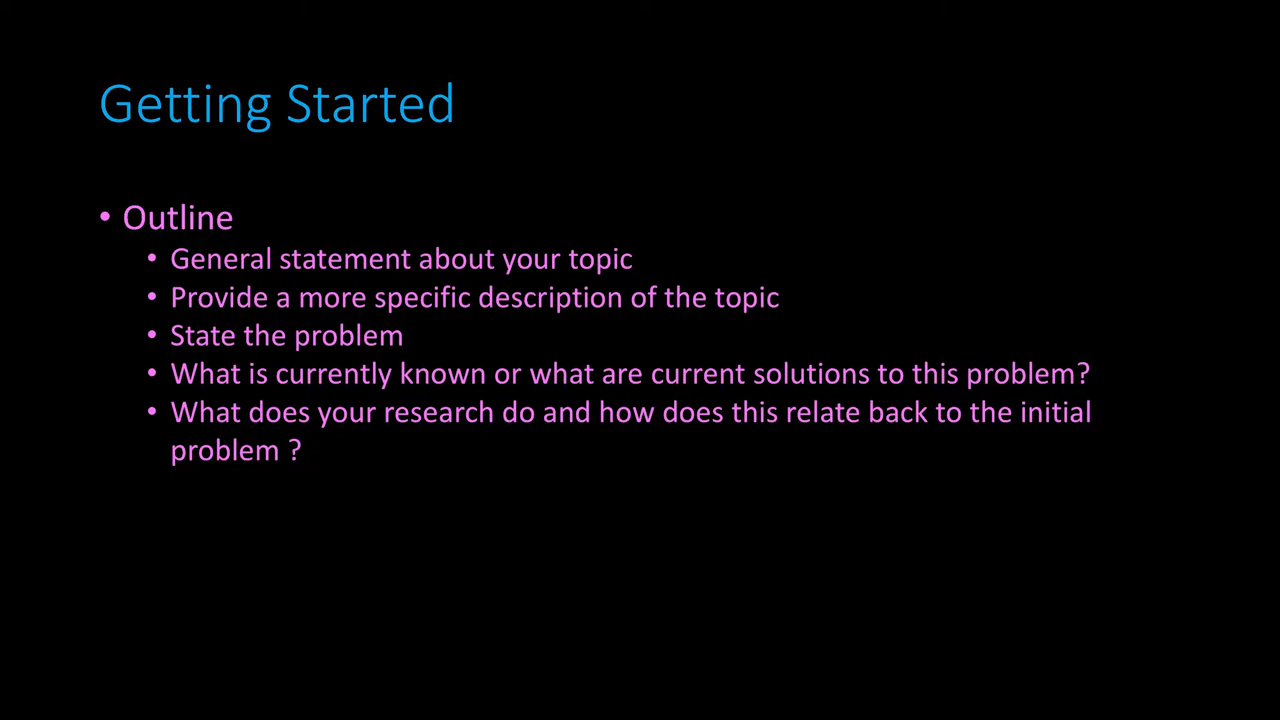 Getting Started
• Outline
• General statement about your topic
• Provide a more specific description of the topic
• State the problem
• What is currently known or what are current solutions to this problem?
• What does your research do and how does this relate back to the initial
problem ?